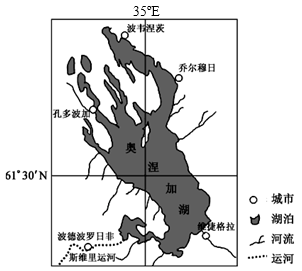 35°E
波韦涅茨
乔尔穆日
孔多波加
奥
涅
加
湖
61°30′N
维捷格拉
波德波罗日非
斯维里运河
城市
湖泊
河流
运河